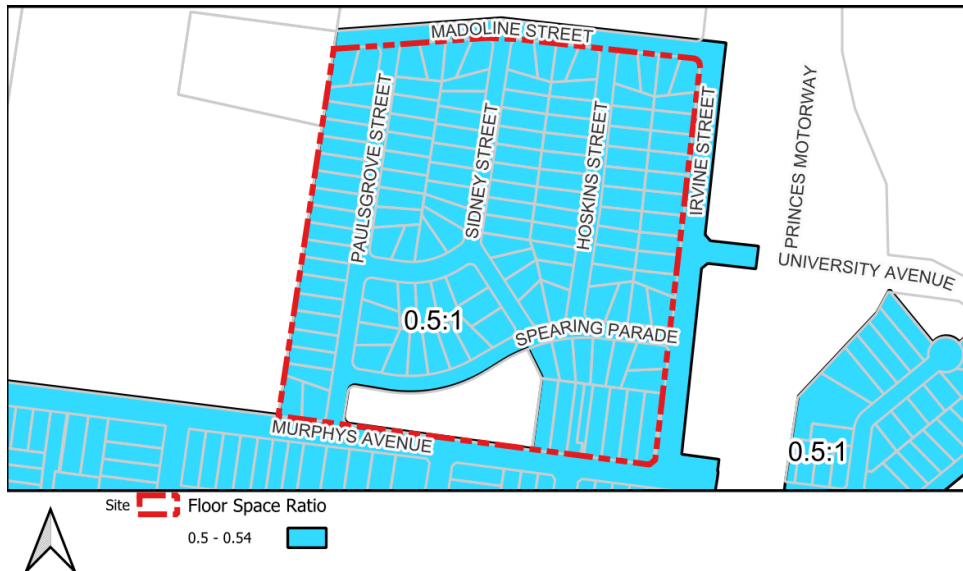 MADOLINE STREET
PAULSGROVE STREET
SIDNEY STREET
HOSKINS STREET
IRVINE STREET
PRINCES MOTORWAY
UNIVERSITY AVENUE
0.5:1
SPEARING PARADE
MURPHYS AVENUE
0.5:1
Site Floor Space Ratio
0.5 - 0.54